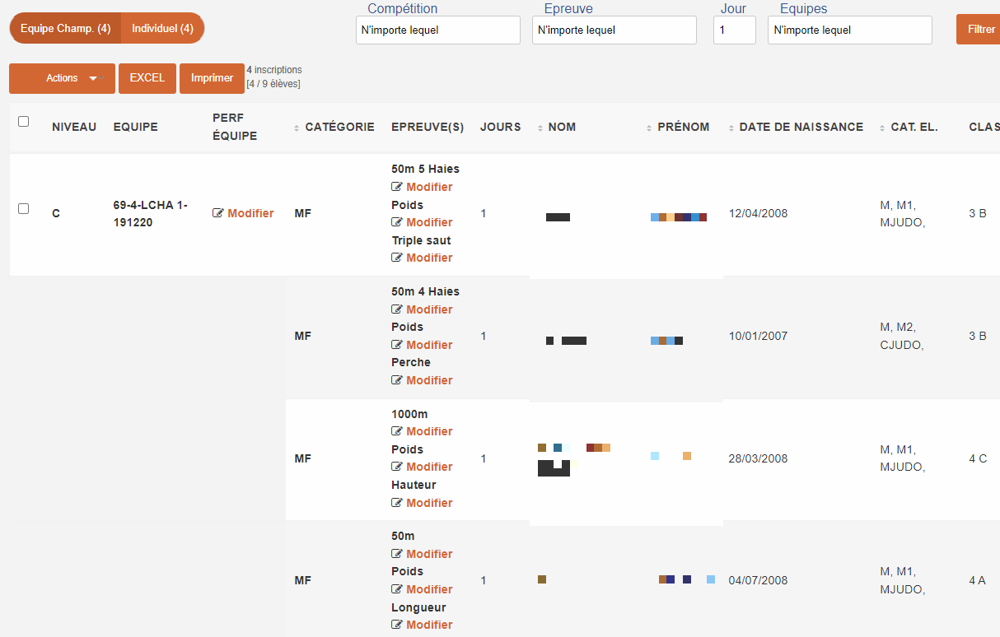 Compétition Epreuve Jour Equipes
Equipe Champ. (4) Individuel (4) N'importe lequel N'importe lequel 1 N'importe lequel Filtrer
Actions EXCEL Imprimer 4 inscriptions
[4 / 9 élèves]
NIVEAU EQUIPE PERF ÉQUIPE CATÉGORIE EPREUVE(S) JOURS NOM PRÉNOM DATE DE NAISSANCE CAT. EL. CLAS
50m 5 Haies
Modifier
C 69-4-LCHA 1-191220 Modifier MF Poids 1 12/04/2008 M, M1, MJUDO, 3 B
Modifier
Triple saut
Modifier
50m 4 Haies
Modifier
MF Poids 1 10/01/2007 M, M2, CJUDO, 3 B
Modifier
Perche
Modifier
1000m
Modifier
MF Poids 1 28/03/2008 M, M1, MJUDO, 4 C
Modifier
Hauteur
Modifier
50m
Modifier
MF Poids 1 04/07/2008 M, M1, MJUDO, 4 A
Modifier
Longueur
Modifier